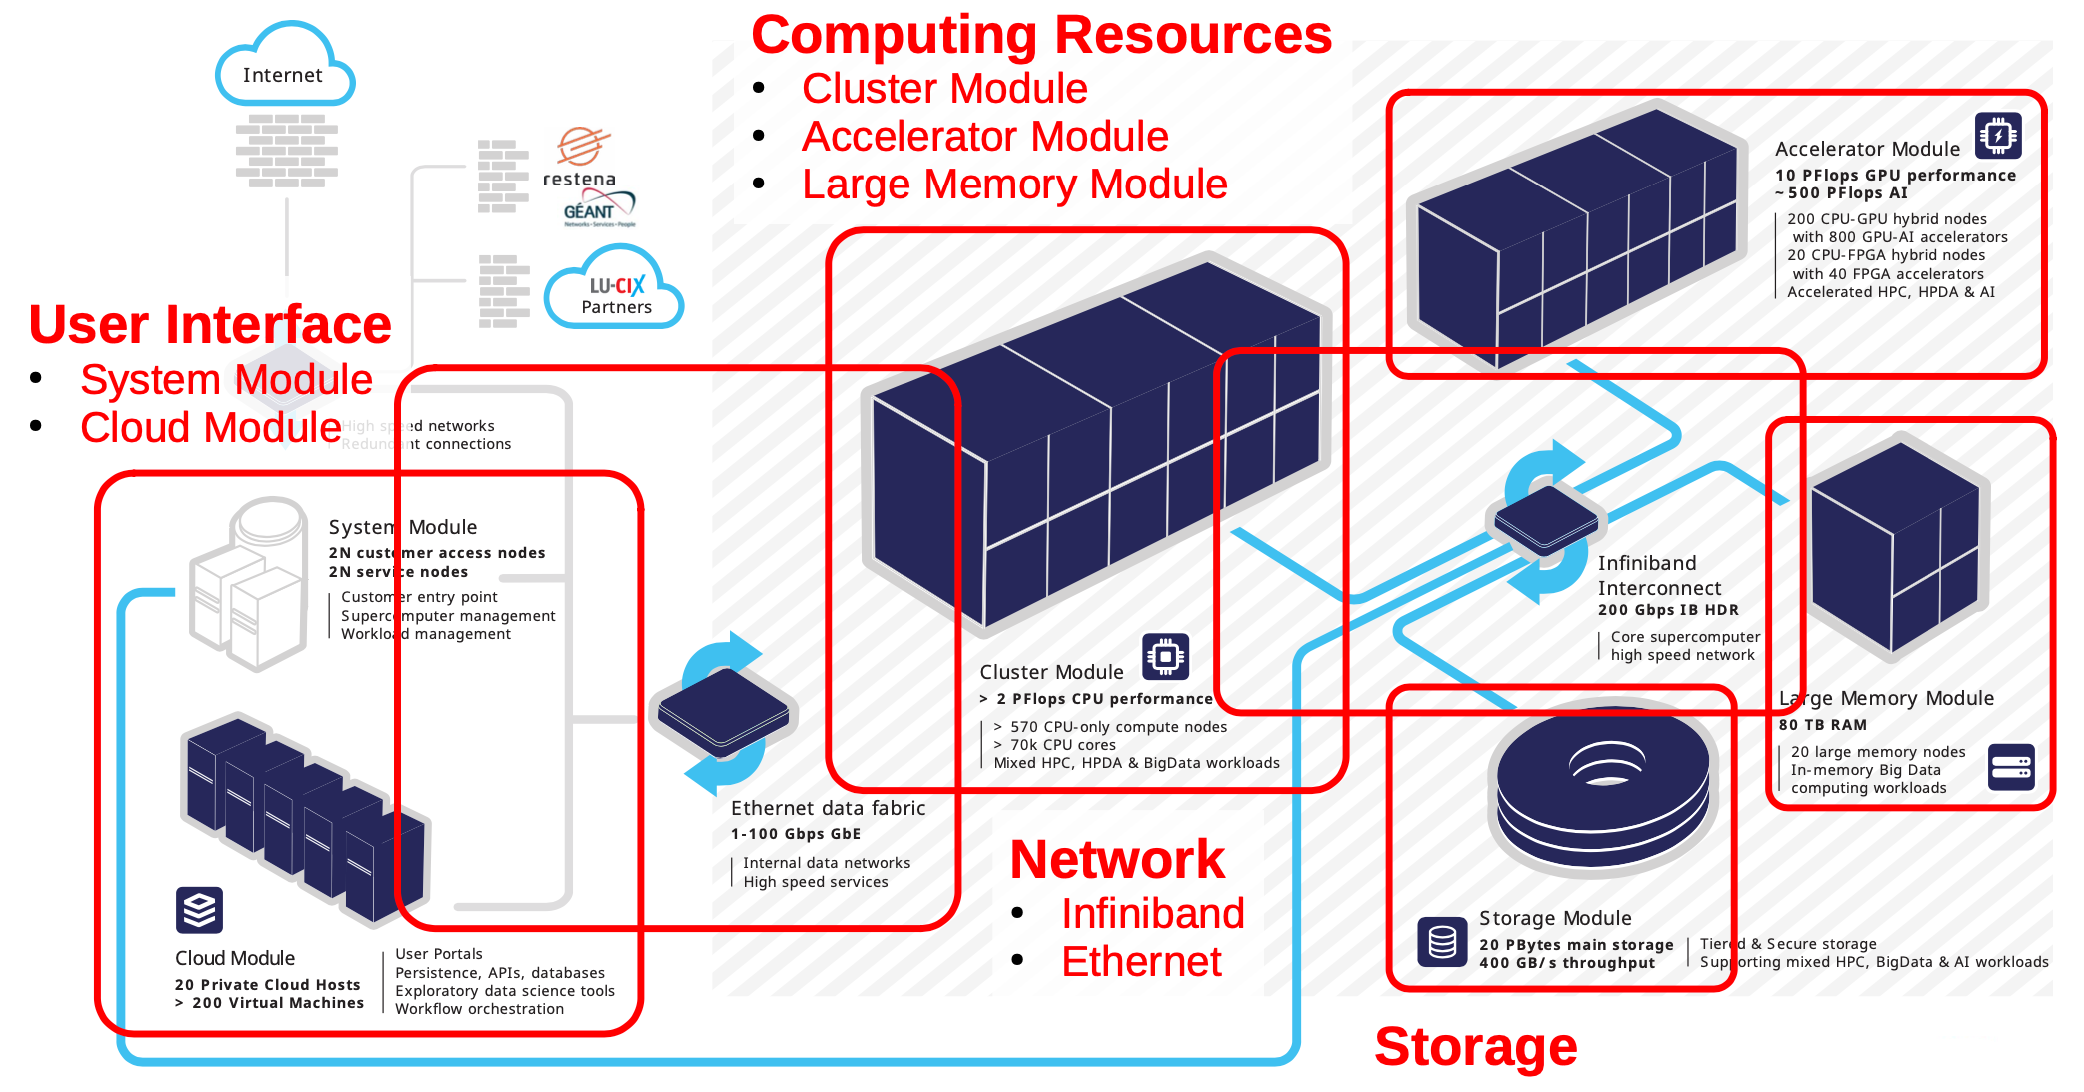 Computing Resources
• Cluster Module
• Accelerator Module
• Large Memory Module
Internet
restena
GÉANT
Networks·Services·People
LU-CIX
Partners
User Interface
• System Module
• Cloud Module
High speed networks
Redundant connections
System Module
2N customer access nodes
2N service nodes
Customer entry point
Supercomputer management
Workload management
Cloud Module
20 Private Cloud Hosts
> 200 Virtual Machines
User Portals
Persistence, APIs, databases
Exploratory data science tools
Workflow orchestration
Ethernet data fabric
1-100 Gbps GbE
Internal data networks
High speed services
Cluster Module
> 2 PFlops CPU performance
> 570 CPU-only compute nodes
> 70k CPU cores
Mixed HPC, HPDA & BigData workloads
Accelerator Module
10 PFlops GPU performance
~500 PFlops AI
200 CPU-GPU hybrid nodes
with 800 GPU-AI accelerators
20 CPU-FPGA hybrid nodes
with 40 FPGA accelerators
Accelerated HPC, HPDA & AI
Infiniband
Interconnect
200 Gbps IB HDR
Core supercomputer
high speed network
Large Memory Module
80 TB RAM
20 large memory nodes
In-memory Big Data
computing workloads
Network
• Infiniband
• Ethernet
Storage Module
20 PBytes main storage
400 GB/s throughput
Tiered & Secure storage
Supporting mixed HPC, BigData & AI workloads
Storage